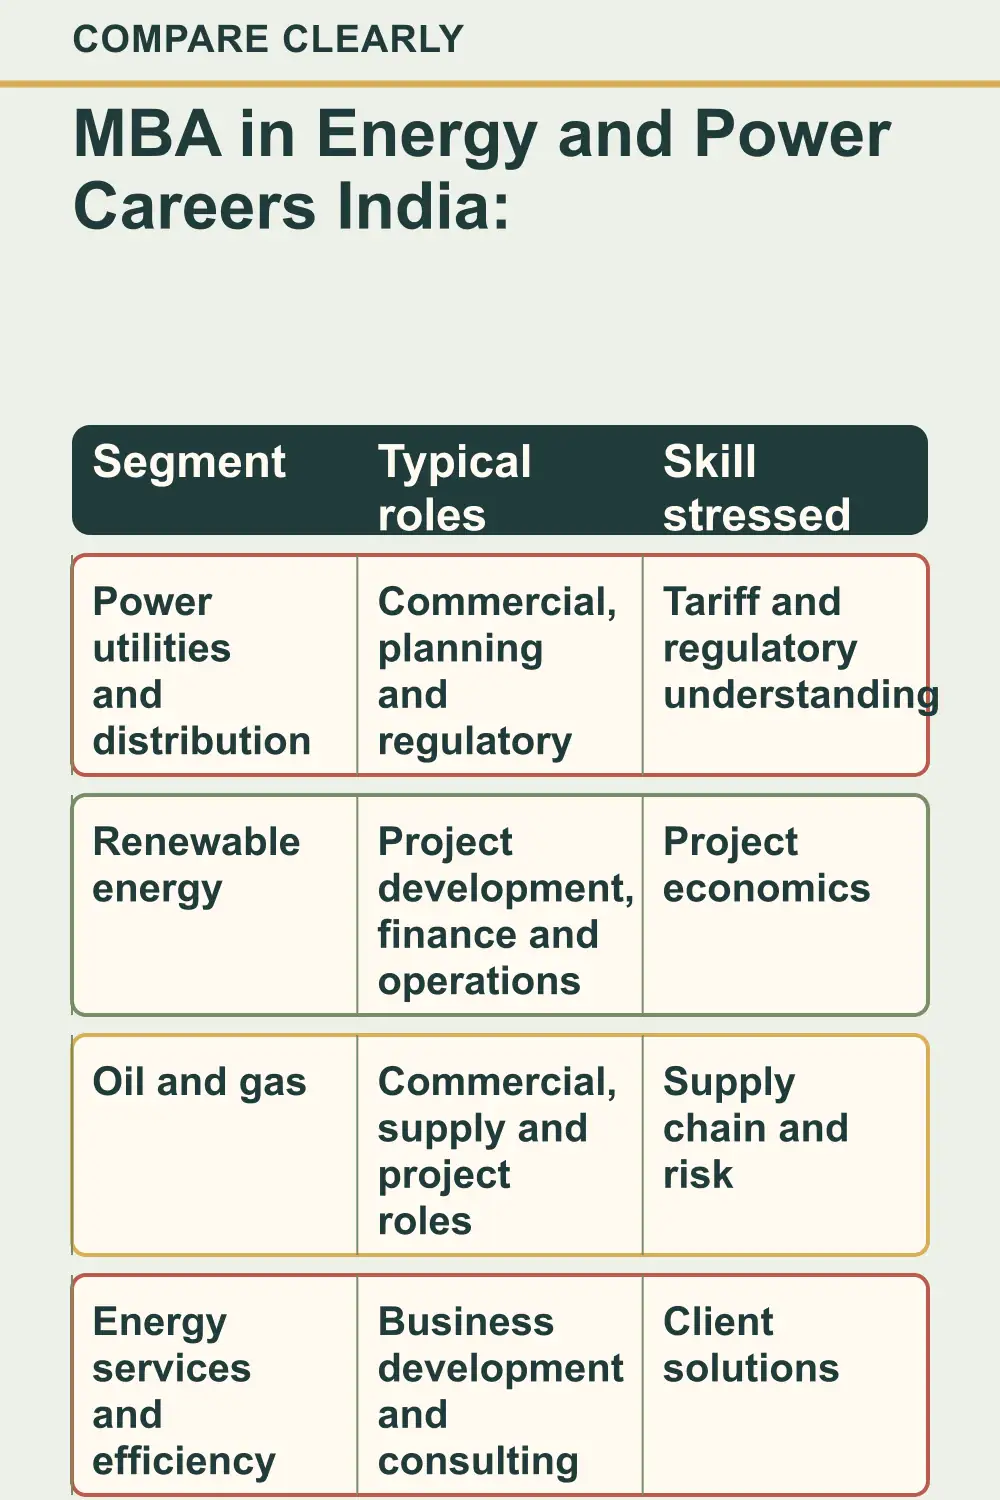 COMPARE CLEARLY
MBA in Energy and Power
Careers India:
Segment
Typical
roles
Skill
stressed
Power
utilities
and
distribution
Commercial,
planning
and
regulatory
Tariff and
regulatory
understanding
Renewable
energy
Project
development,
finance and
operations
Project
economics
Oil and gas
Commercial,
supply and
project
roles
Supply
chain and
risk
Energy
services
and
efficiency
Business
development
and
consulting
Client
solutions